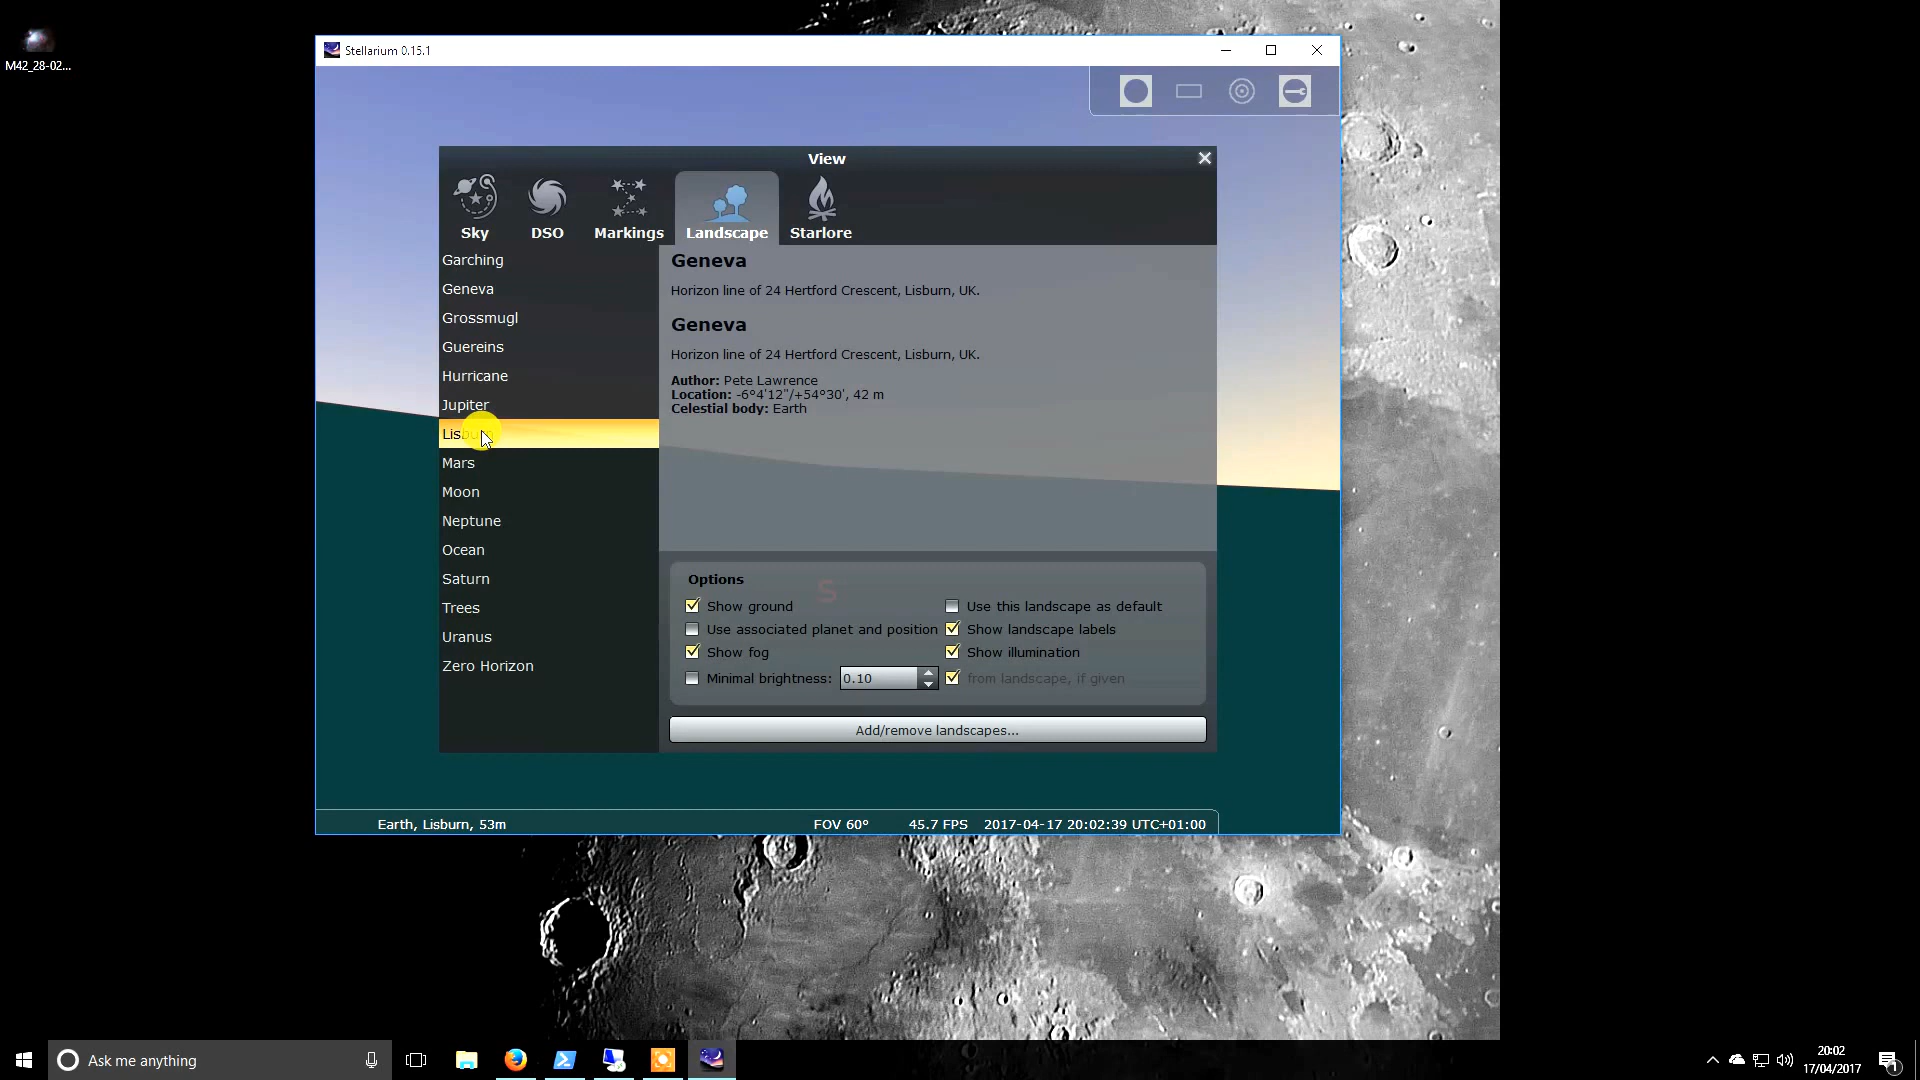 M42_28-02...
Stellarium 0.15.1
View
Sky
DSO
Markings
Landscape
Starlore
Garching
Geneva
Grossmugl
Guereins
Hurricane
Jupiter
Lisburn
Mars
Moon
Neptune
Ocean
Saturn
Trees
Uranus
Zero Horizon
Geneva
Horizon line of 24 Hertford Crescent, Lisburn, UK.
Geneva
Horizon line of 24 Hertford Crescent, Lisburn, UK.
Author: Pete Lawrence
Location: -6°4'12"/+54°30', 42 m
Celestial body: Earth
S
Options
Show ground
Use this landscape as default
Use associated planet and position
Show landscape labels
Show fog
Show illumination
Minimal brightness: 0.10
from landscape, if given
Add/remove landscapes...
Earth, Lisburn, 53m
FOV 60°
45.7 FPS
2017-04-17 20:02:39 UTC+01:00
Ask me anything
20:02
17/04/2017
1